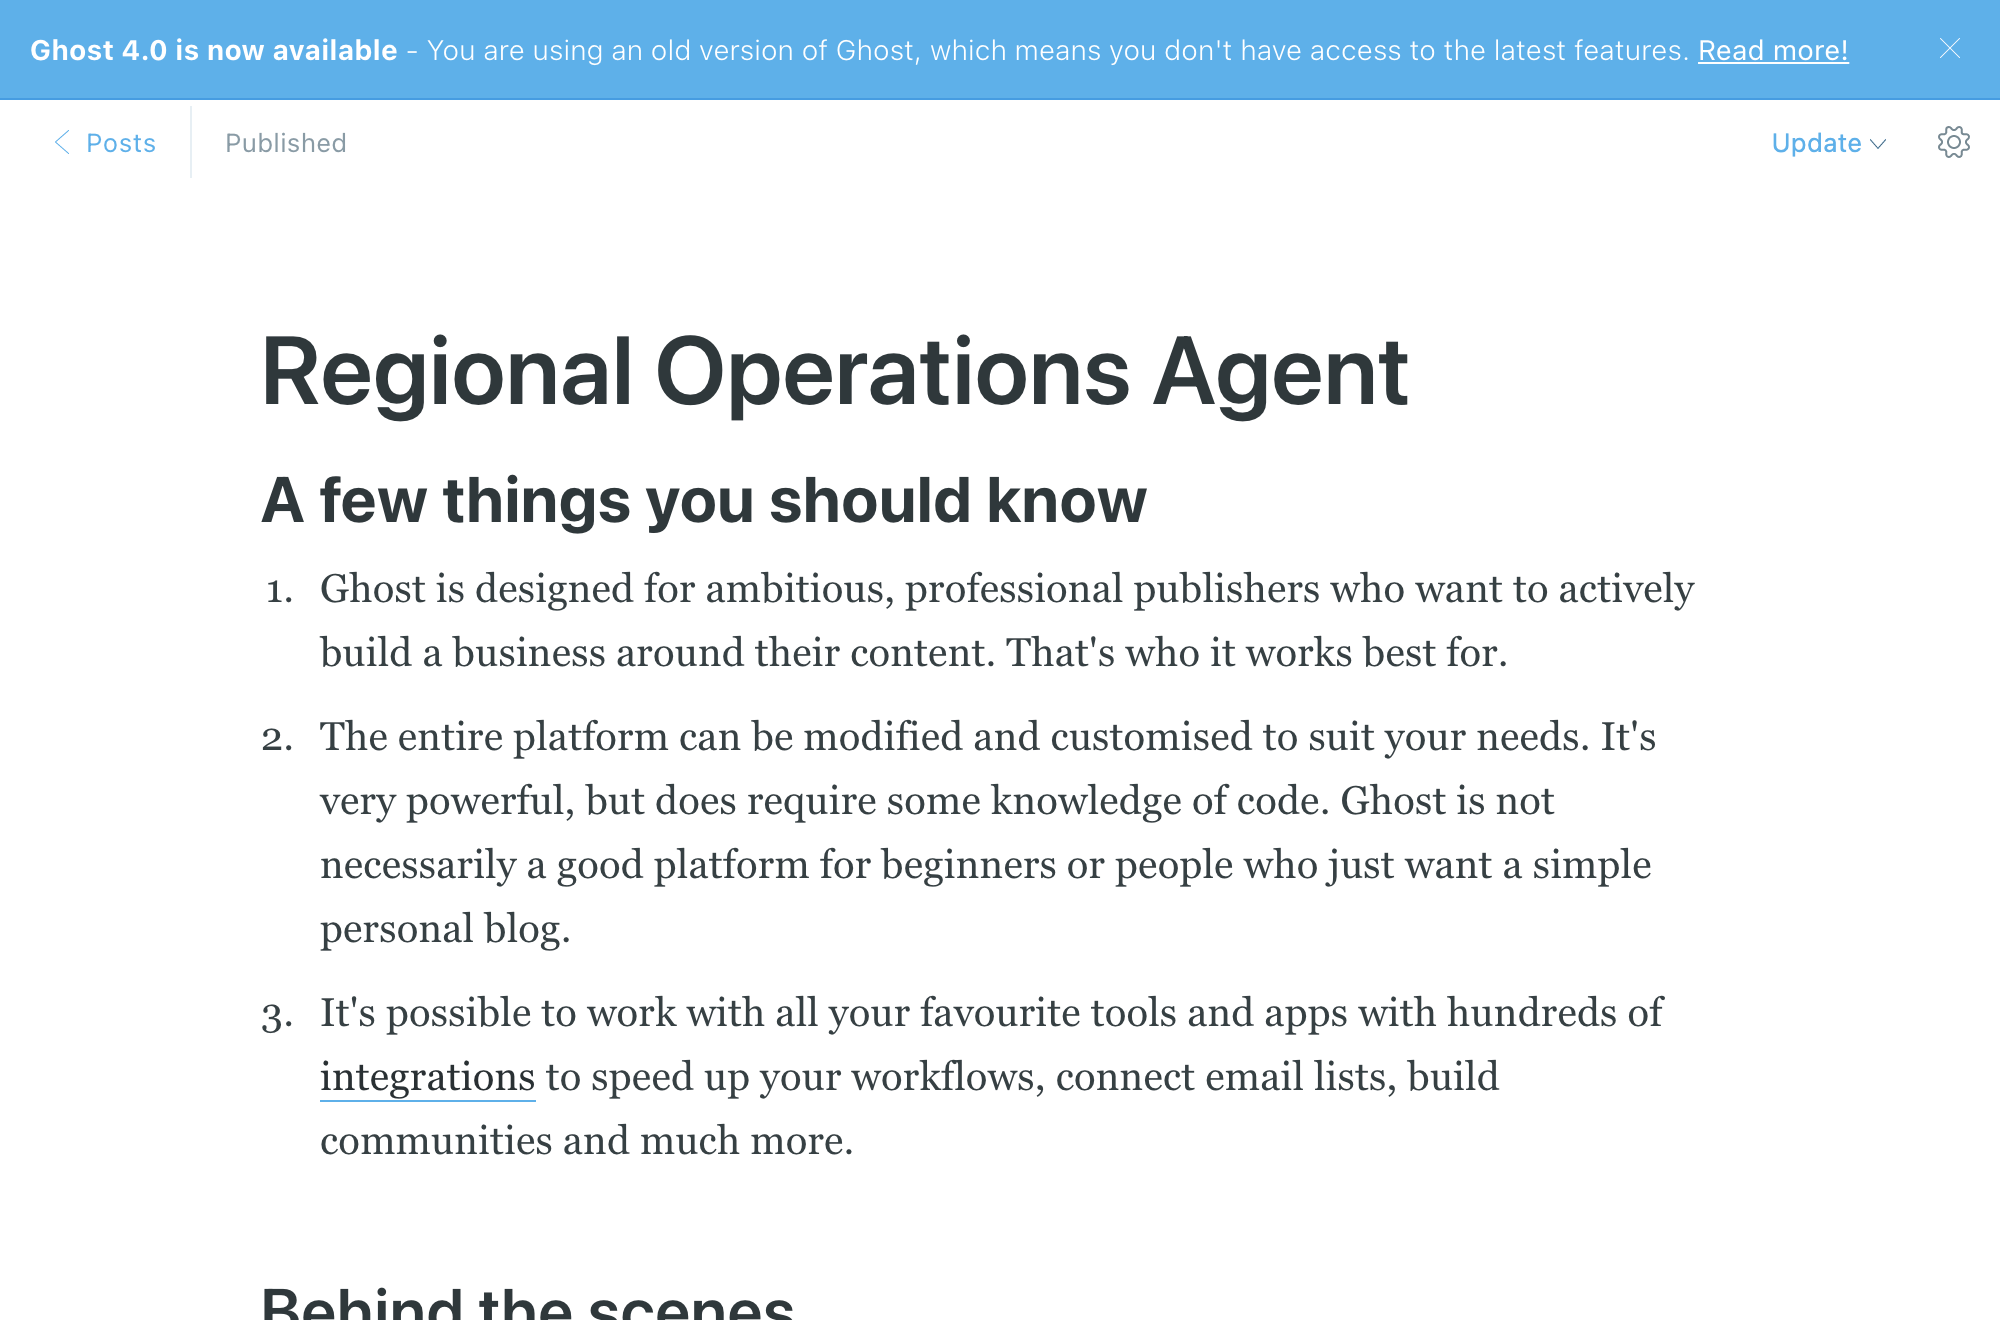 Ghost 4.0 is now available - You are using an old version of Ghost, which means you don't have access to the latest features. Read more!
Posts
Published
Update
Regional Operations Agent
A few things you should know
1. Ghost is designed for ambitious, professional publishers who want to actively
build a business around their content. That's who it works best for.
2. The entire platform can be modified and customised to suit your needs. It's
very powerful, but does require some knowledge of code. Ghost is not
necessarily a good platform for beginners or people who just want a simple
personal blog.
3. It's possible to work with all your favourite tools and apps with hundreds of
integrations to speed up your workflows, connect email lists, build
communities and much more.
Behind the scenes